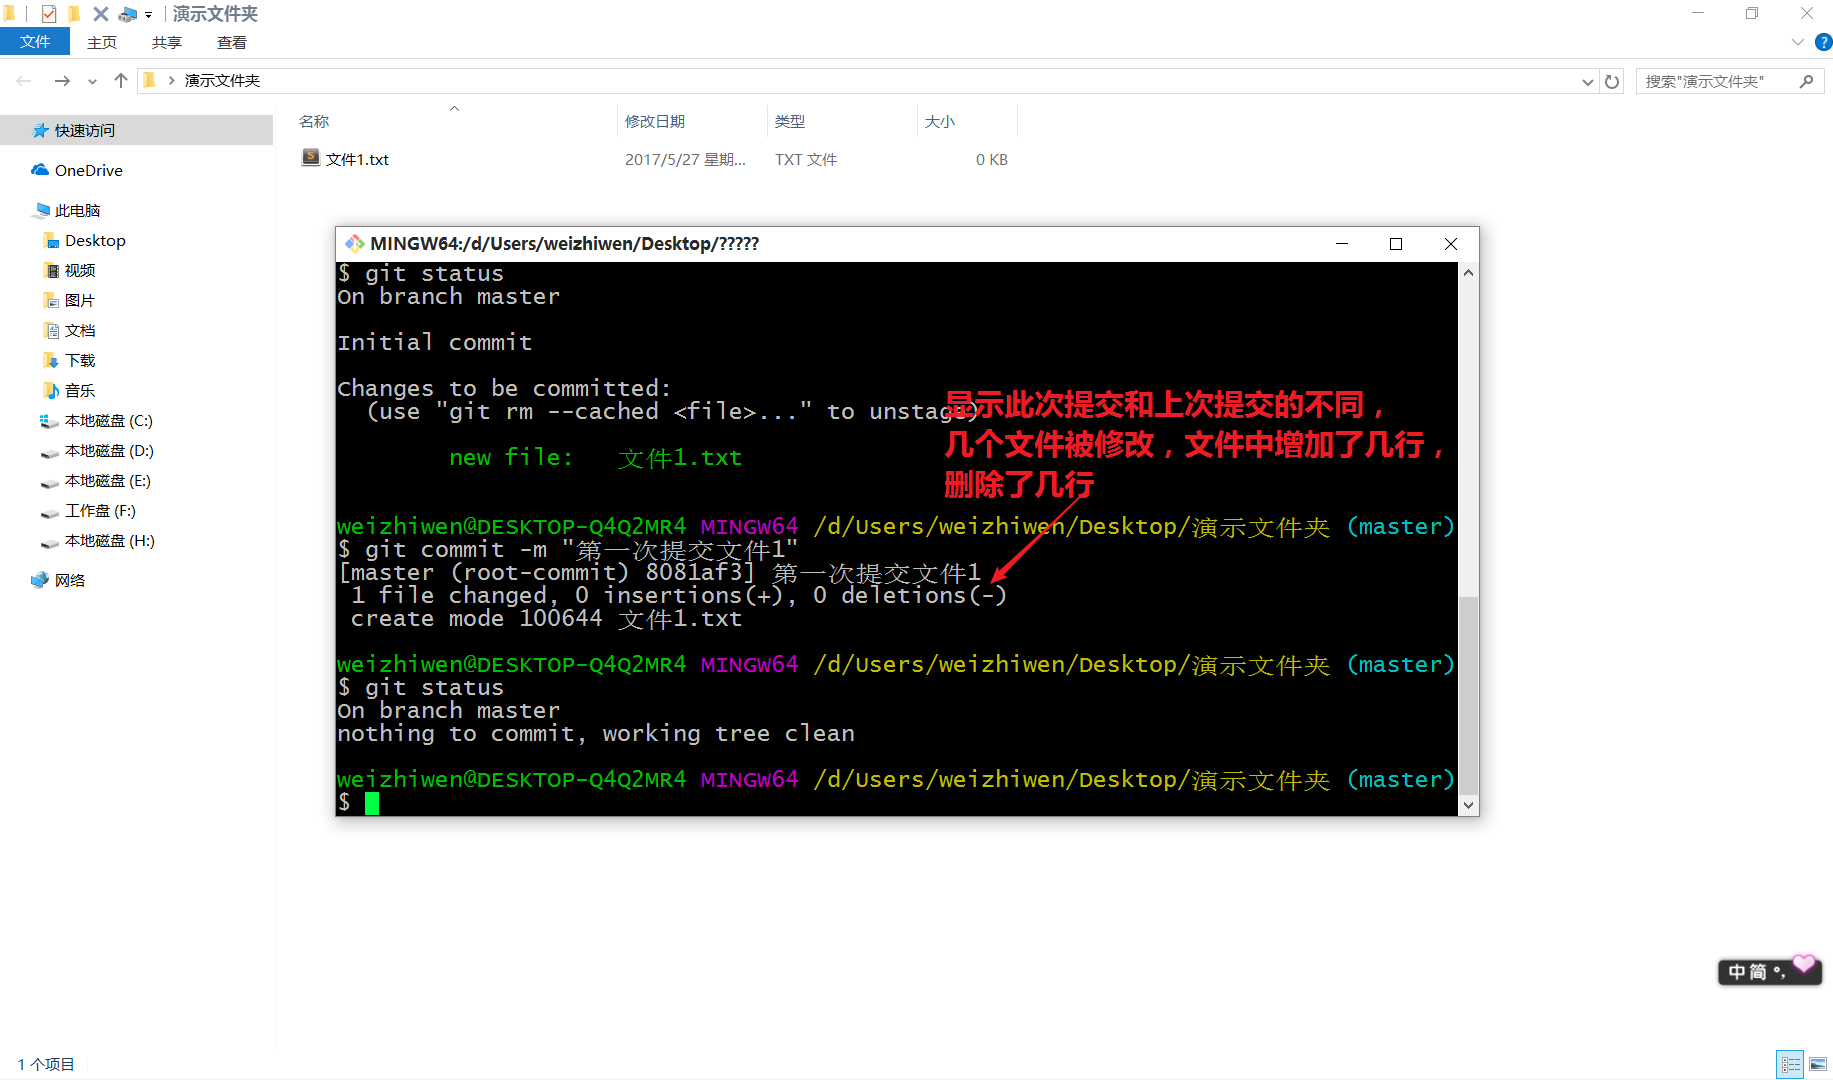 演示文件夹
文件 主页 共享 查看
演示文件夹
搜索"演示文件夹"
名称 修改日期 类型 大小
文件1.txt 2017/5/27 星期... TXT 文件 0 KB
快速访问
OneDrive
此电脑
Desktop
视频
图片
文档
下载
音乐
本地磁盘 (C:)
本地磁盘 (D:)
本地磁盘 (E:)
工作盘 (F:)
本地磁盘 (H:)
网络
MINGW64:/d/Users/weizhiwen/Desktop/?????
$ git status
On branch master
Initial commit
Changes to be committed:
(use "git rm --cached <file>..." to unstage)
new file: 文件1.txt
显示此次提交和上次提交的不同，
几个文件被修改，文件中增加了几行，
删除了几行
weizhiwen@DESKTOP-Q4Q2MR4 MINGW64 /d/Users/weizhiwen/Desktop/演示文件夹 (master)
$ git commit -m "第一次提交文件1"
[master (root-commit) 8081af3] 第一次提交文件1
1 file changed, 0 insertions(+), 0 deletions(-)
create mode 100644 文件1.txt
weizhiwen@DESKTOP-Q4Q2MR4 MINGW64 /d/Users/weizhiwen/Desktop/演示文件夹 (master)
$ git status
On branch master
nothing to commit, working tree clean
weizhiwen@DESKTOP-Q4Q2MR4 MINGW64 /d/Users/weizhiwen/Desktop/演示文件夹 (master)
$
中 简 °,
1 个项目